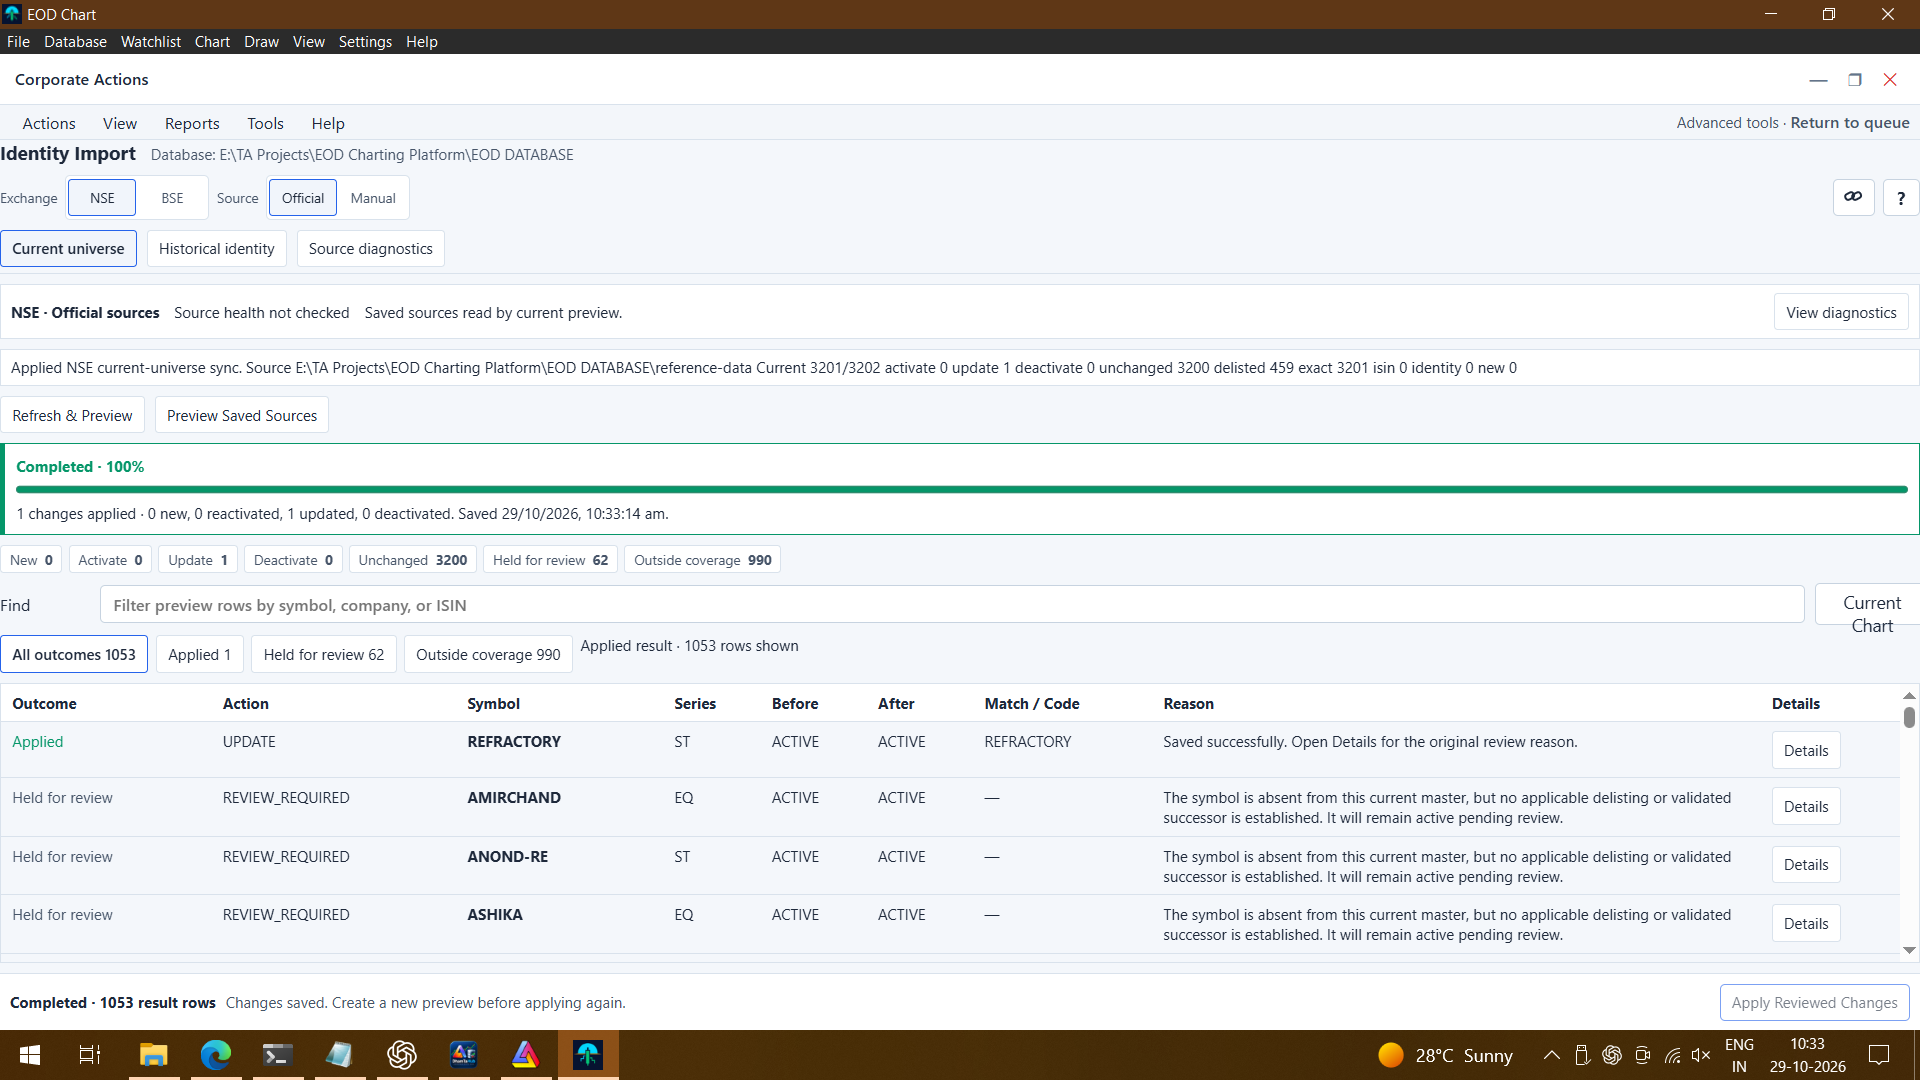 EOD Chart
File Database Watchlist Chart Draw View Settings Help
Corporate Actions
Actions View Reports Tools Help
Advanced tools · Return to queue
Identity Import Database: E:\TA Projects\EOD Charting Platform\EOD DATABASE
Exchange NSE BSE Source Official Manual
?
Current universe Historical identity Source diagnostics
NSE · Official sources Source health not checked Saved sources read by current preview. View diagnostics
Applied NSE current-universe sync. Source E:\TA Projects\EOD Charting Platform\EOD DATABASE\reference-data Current 3201/3202 activate 0 update 1 deactivate 0 unchanged 3200 delisted 459 exact 3201 isin 0 identity 0 new 0
Refresh & Preview Preview Saved Sources
Completed · 100%
1 changes applied · 0 new, 0 reactivated, 1 updated, 0 deactivated. Saved 29/10/2026, 10:33:14 am.
New 0 Activate 0 Update 1 Deactivate 0 Unchanged 3200 Held for review 62 Outside coverage 990
Find Filter preview rows by symbol, company, or ISIN Current
Chart
All outcomes 1053 Applied 1 Held for review 62 Outside coverage 990 Applied result · 1053 rows shown
Outcome Action Symbol Series Before After Match / Code Reason Details
Applied UPDATE REFRACTORY ST ACTIVE ACTIVE REFRACTORY Saved successfully. Open Details for the original review reason. Details
Held for review REVIEW_REQUIRED AMIRCHAND EQ ACTIVE ACTIVE — The symbol is absent from this current master, but no applicable delisting or validated
successor is established. It will remain active pending review. Details
Held for review REVIEW_REQUIRED ANOND-RE ST ACTIVE ACTIVE — The symbol is absent from this current master, but no applicable delisting or validated
successor is established. It will remain active pending review. Details
Held for review REVIEW_REQUIRED ASHIKA EQ ACTIVE ACTIVE — The symbol is absent from this current master, but no applicable delisting or validated
successor is established. It will remain active pending review. Details
Completed · 1053 result rows Changes saved. Create a new preview before applying again. Apply Reviewed Changes
28°C Sunny
ENG
IN
10:33
29-10-2026